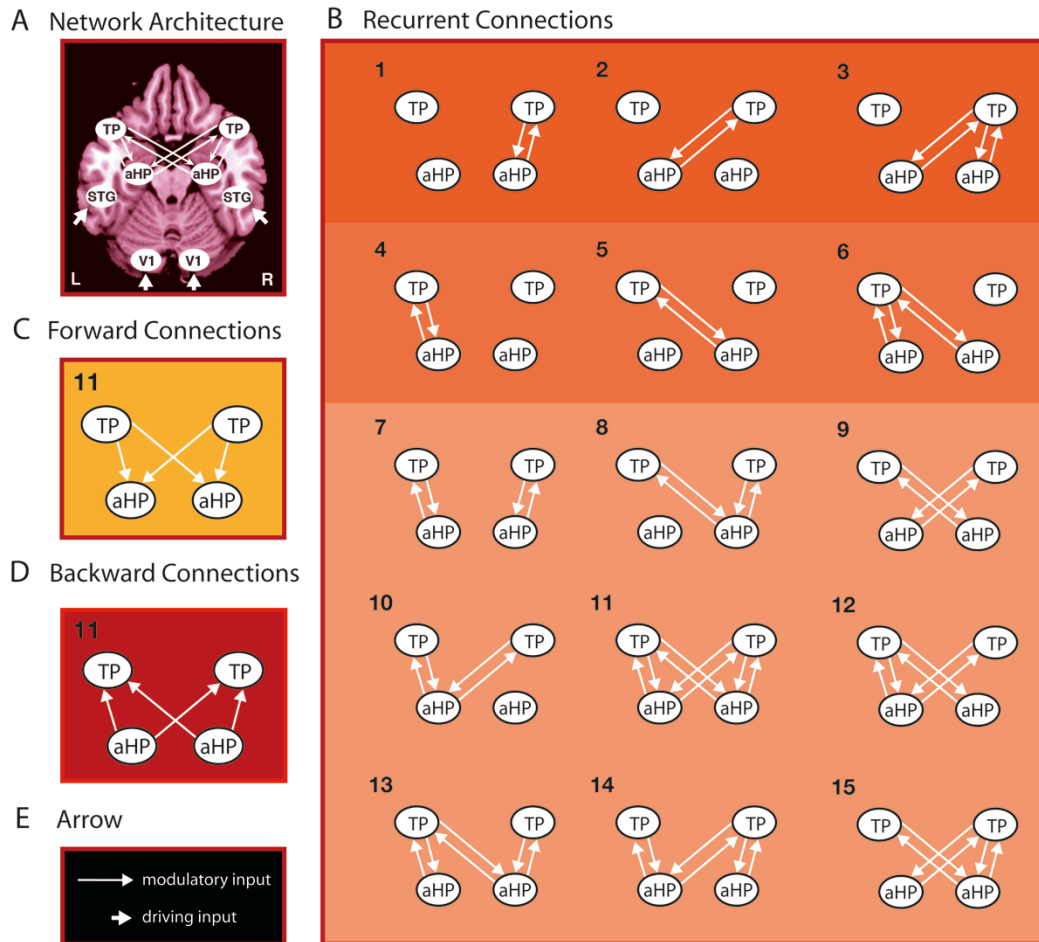 A Network Architecture
TP TP
aHP aHP
STG STG
V1 V1
L R
B Recurrent Connections
1 2 3
TP TP TP TP TP TP
aHP aHP aHP aHP aHP aHP
4 5 6
TP TP TP TP TP TP
aHP aHP aHP aHP aHP aHP
7 8 9
TP TP TP TP TP TP
aHP aHP aHP aHP aHP aHP
10 11 12
TP TP TP TP TP TP
aHP aHP aHP aHP aHP aHP
13 14 15
TP TP TP TP TP TP
aHP aHP aHP aHP aHP aHP
C Forward Connections
11
TP TP
aHP aHP
D Backward Connections
11
TP TP
aHP aHP
E Arrow
modulatory input
driving input